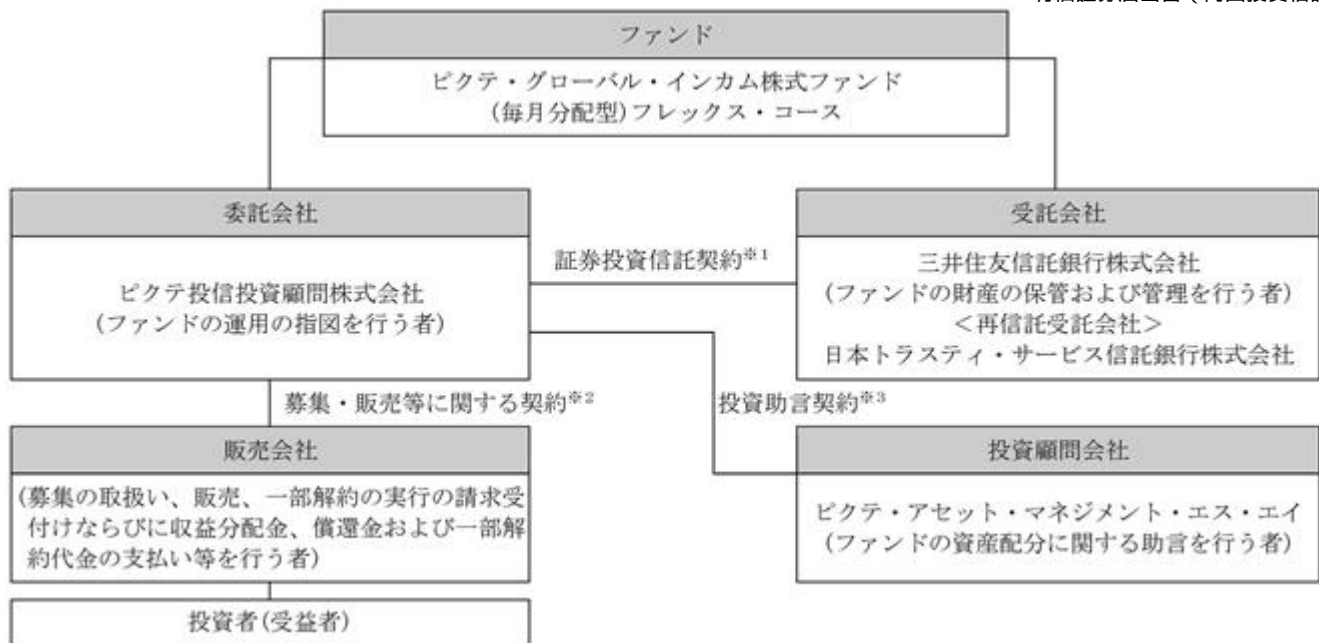 ファンド
ピクテ・グローバル・インカム株式ファンド
(毎月分配型)フレックス・コース
委託会社
ピクテ投信投資顧問株式会社
(ファンドの運用の指図を行う者)
証券投資信託契約※1
受託会社
三井住友信託銀行株式会社
(ファンドの財産の保管および管理を行う者)
＜再信託受託会社＞
日本トラスティ・サービス信託銀行株式会社
募集・販売等に関する契約※2
投資助言契約※3
販売会社
(募集の取扱い、販売、一部解約の実行の請求受
付けならびに収益分配金、償還金および一部解
約代金の支払い等を行う者)
投資顧問会社
ピクテ・アセット・マネジメント・エス・エイ
(ファンドの資産配分に関する助言を行う者)
投資者(受益者)